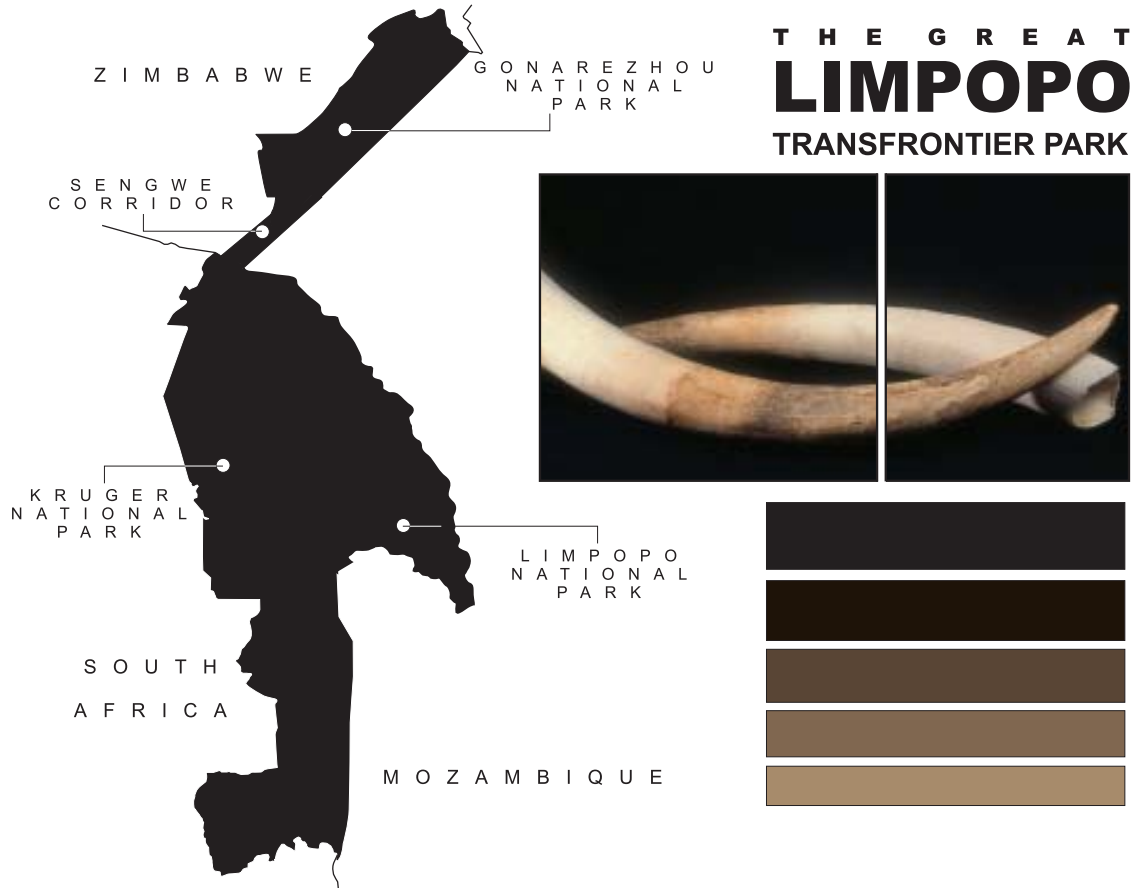 THE GREAT
LIMPOPO
TRANSFRONTIER PARK
ZIMBABWE
GONAREZHOU
NATIONAL
PARK
SENGWE
CORRIDOR
KRUGER
NATIONAL
PARK
LIMPOPO
NATIONAL
PARK
SOUTH
AFRICA
MOZAMBIQUE